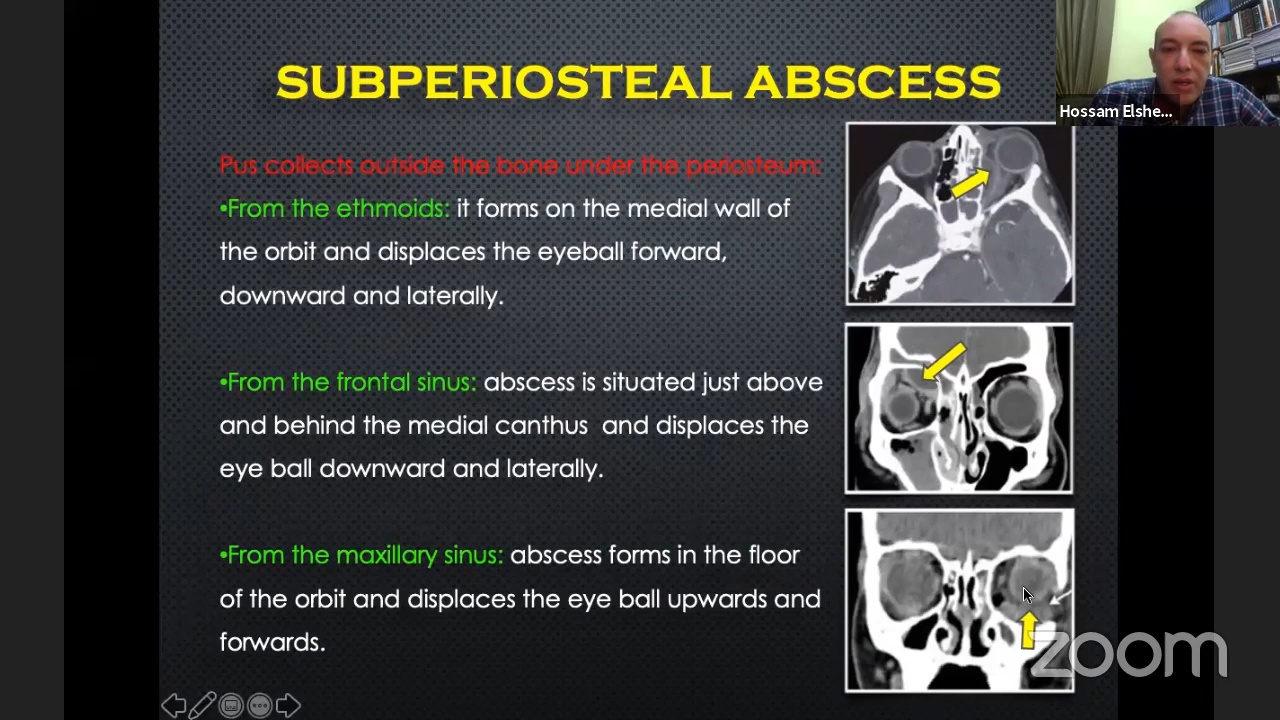 SUBPERIOSTEAL ABSCESS
Hossam Elshe...
Pus collects outside the bone under the periosteum:
•From the ethmoids: it forms on the medial wall of
the orbit and displaces the eyeball forward,
downward and laterally.
•From the frontal sinus: abscess is situated just above
and behind the medial canthus and displaces the
eye ball downward and laterally.
•From the maxillary sinus: abscess forms in the floor
of the orbit and displaces the eye ball upwards and
forwards.
zoom